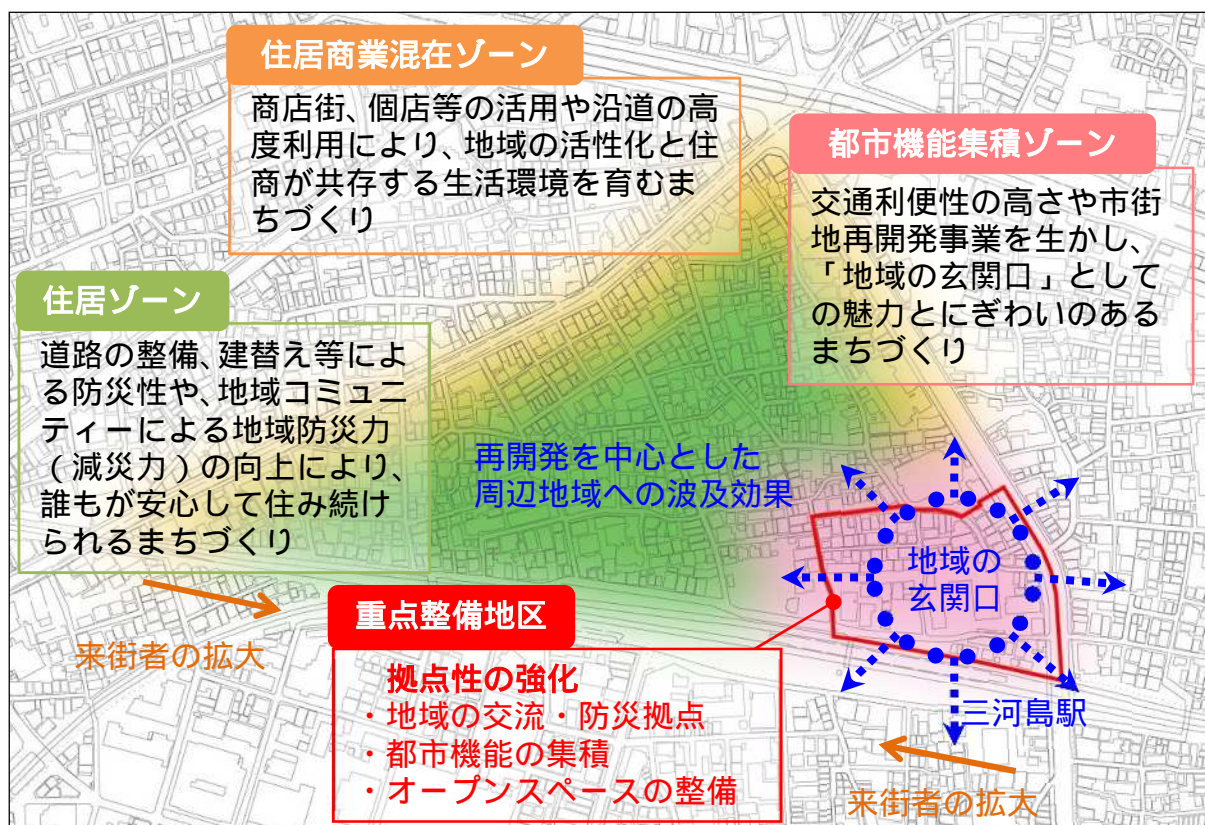 住居商業混在ゾーン
商店街、個店等の活用や沿道の高
度利用により、地域の活性化と住
商が共存する生活環境を育むま
ちづくり
都市機能集積ゾーン
交通利便性の高さや市街
地再開発事業を生かし、
「地域の玄関口」として
の魅力とにぎわいのある
まちづくり
住居ゾーン
道路の整備、建替え等によ
る防災性や、地域コミュニ
ティーによる地域防災力
（減災力）の向上により、
誰もが安心して住み続け
られるまちづくり
再開発を中心とした
周辺地域への波及効果
地域の
玄関口
重点整備地区
拠点性の強化
・地域の交流・防災拠点
・都市機能の集積
・オープンスペースの整備
来街者の拡大
三河島駅
来街者の拡大